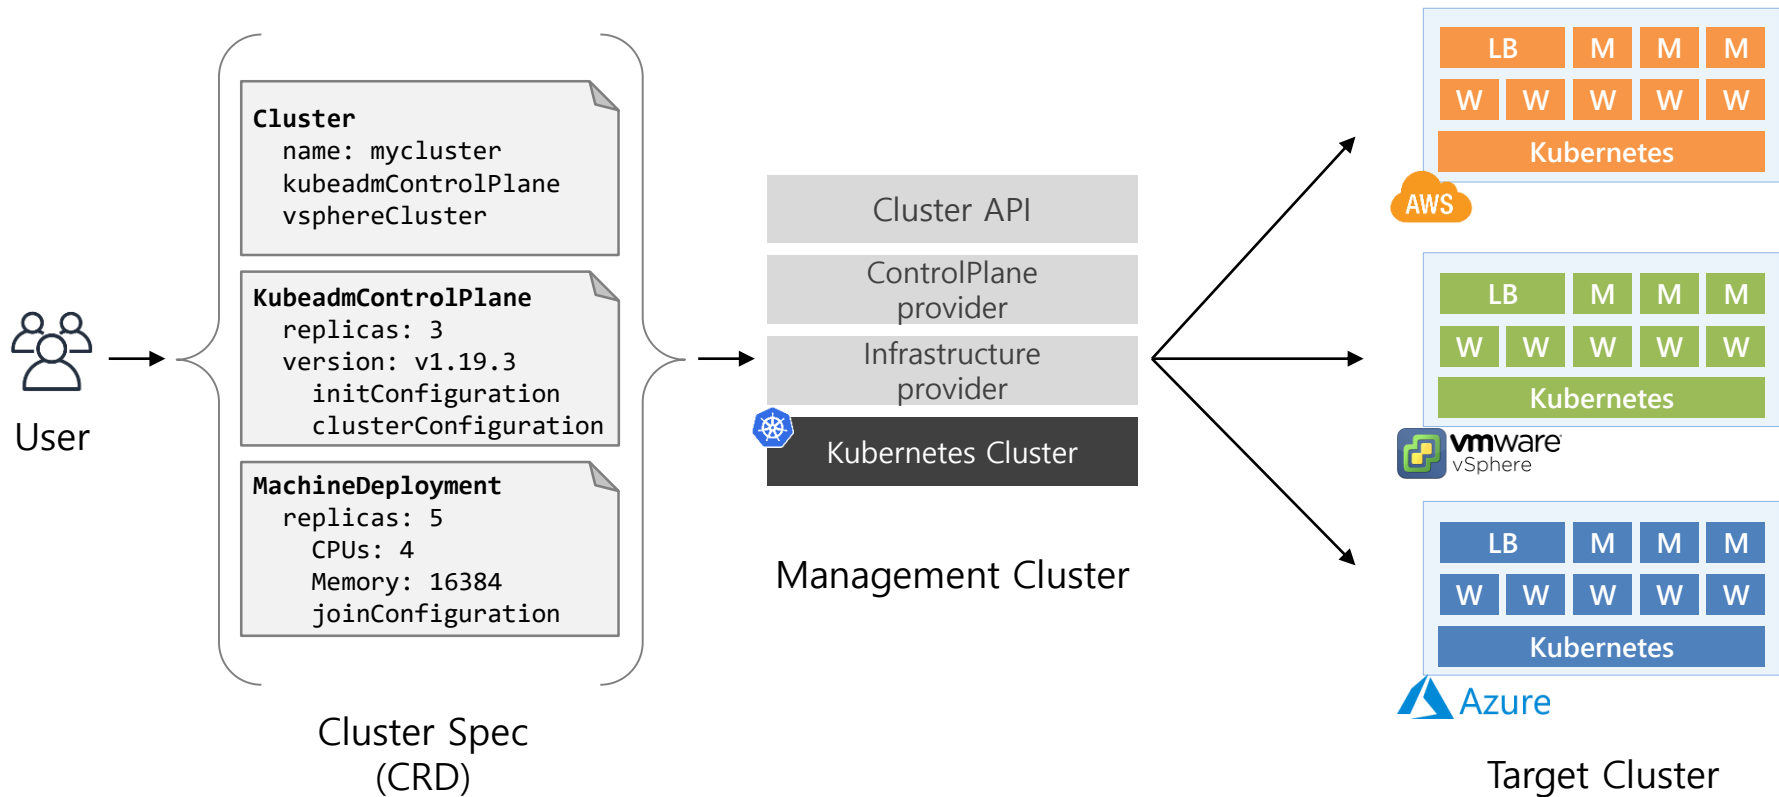 User
Cluster
name: mycluster
kubeadmControlPlane
vsphereCluster
KubeadmControlPlane
replicas: 3
version: v1.19.3
initConfiguration
clusterConfiguration
MachineDeployment
replicas: 5
CPUs: 4
Memory: 16384
joinConfiguration
Cluster Spec
(CRD)
Cluster API
ControlPlane
provider
Infrastructure
provider
Kubernetes Cluster
Management Cluster
LB M M M
W W W W W
Kubernetes
AWS
LB M M M
W W W W W
Kubernetes
vmware
vSphere
LB M M M
W W W W W
Kubernetes
Azure
Target Cluster